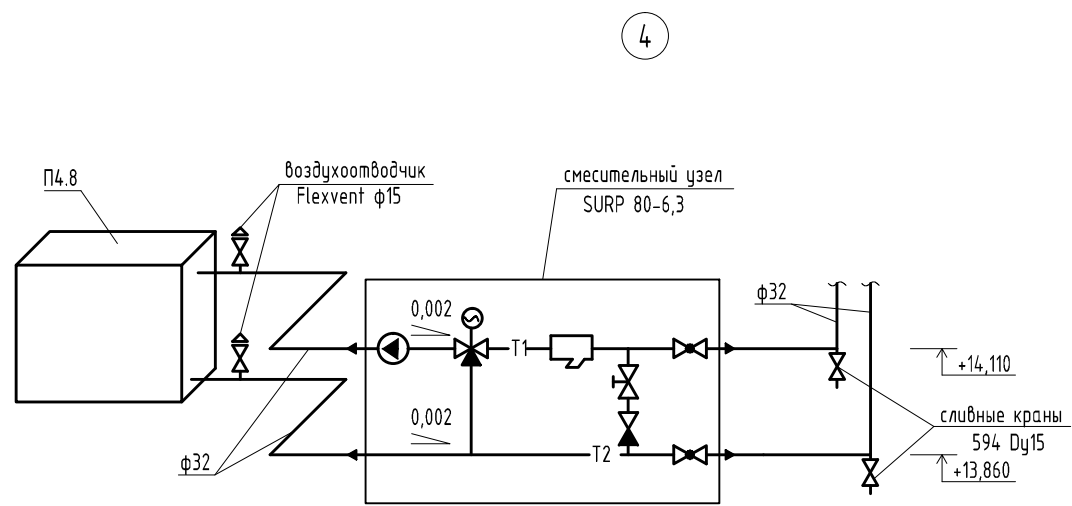 4
П4.8
воздухоотводчик
Flexvent ф15
смесительный узел
SURP 80-6,3
0,002
ф32
Т1
+14,110
0,002
сливные краны
594 Dy15
Т2
ф32
+13,860